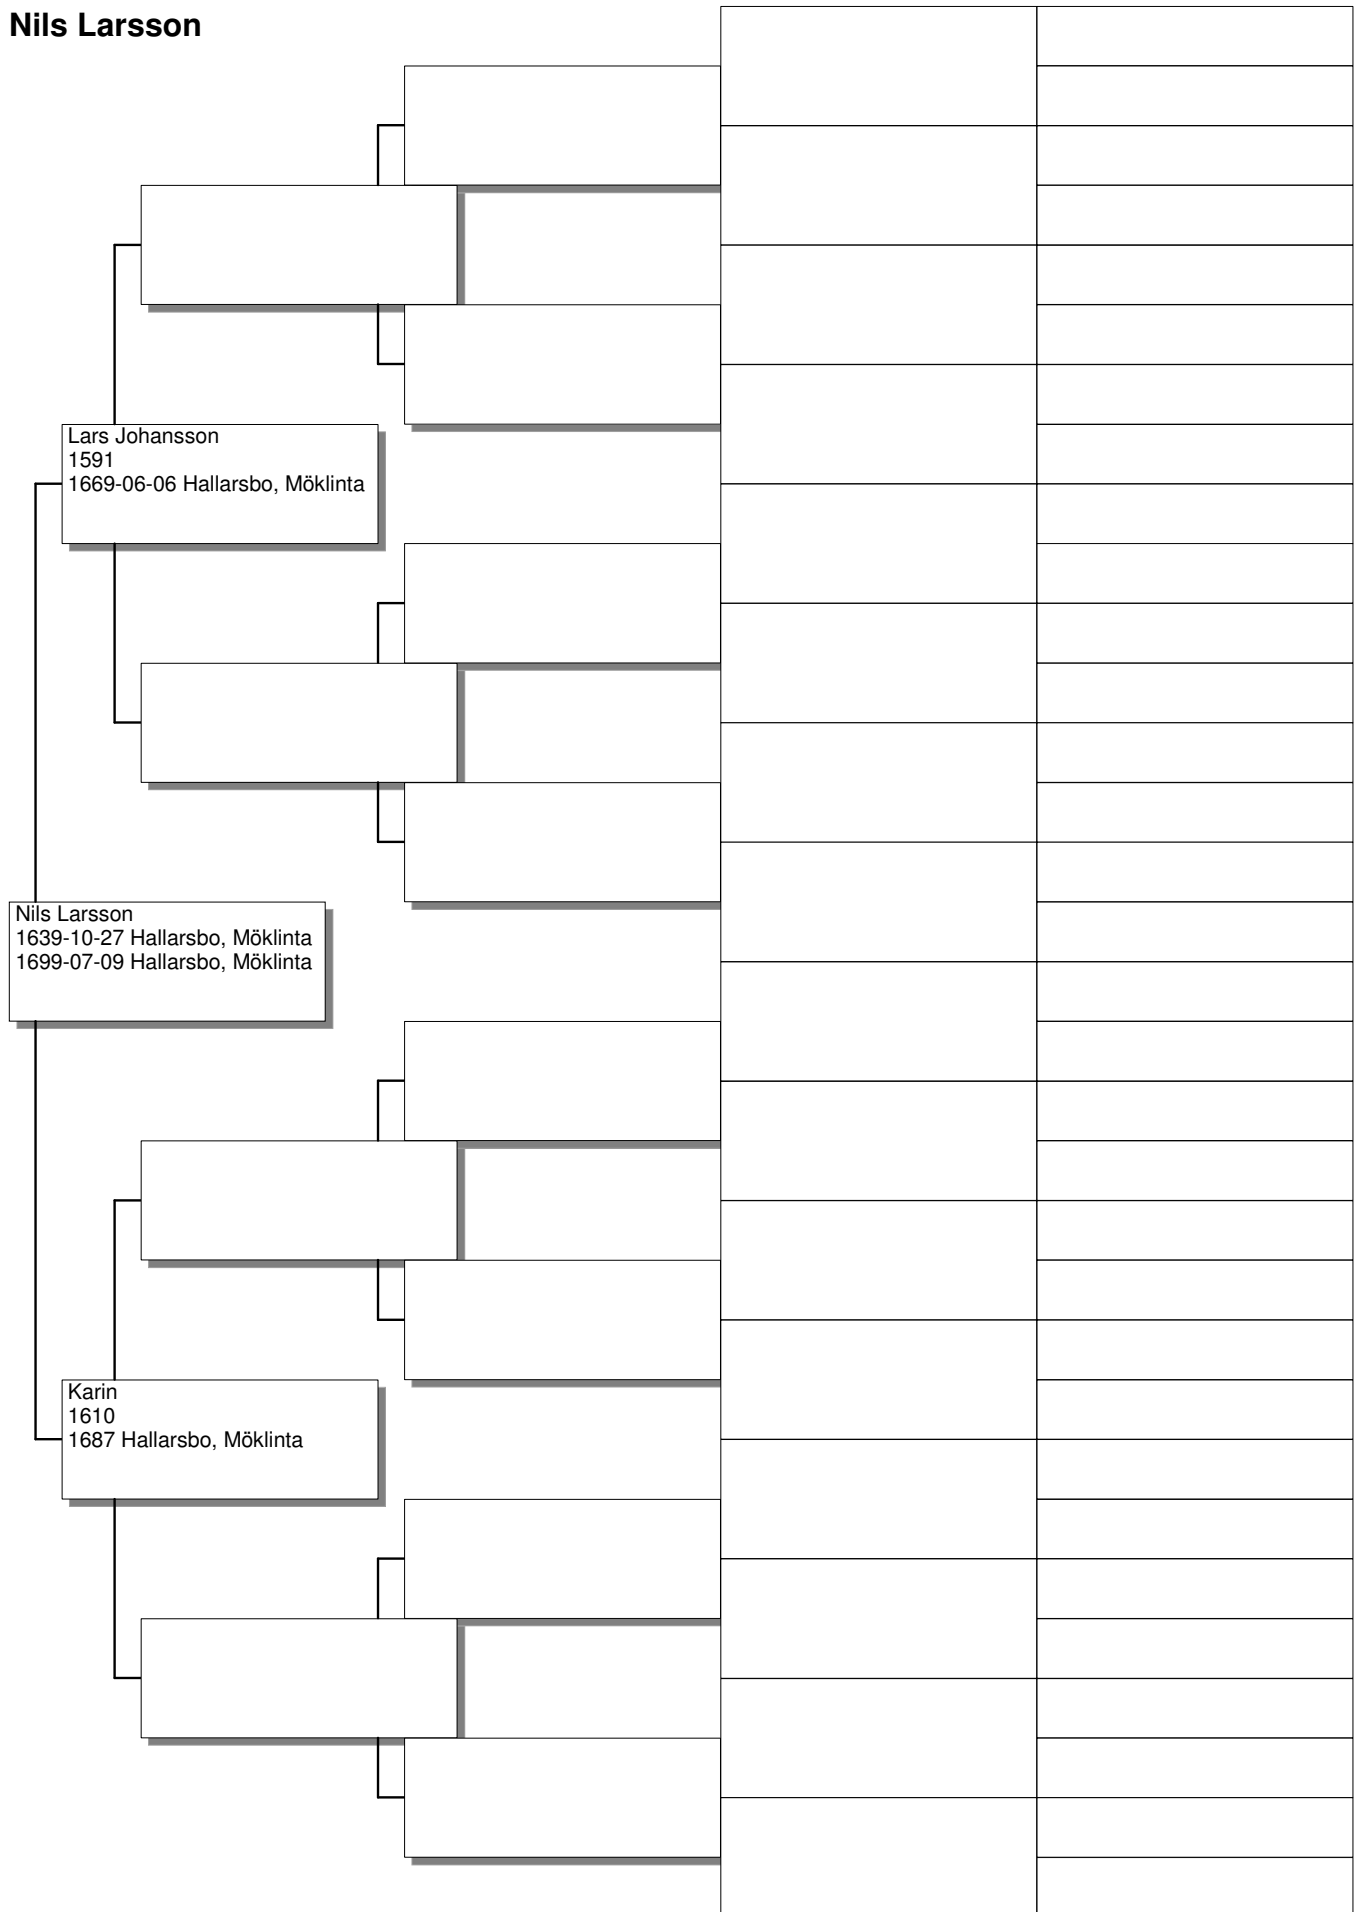 Nils Larsson
Lars Johansson
1591
1669-06-06 Hallarsbo, Möklinta
Nils Larsson
1639-10-27 Hallarsbo, Möklinta
1699-07-09 Hallarsbo, Möklinta
Karin
1610
1687 Hallarsbo, Möklinta